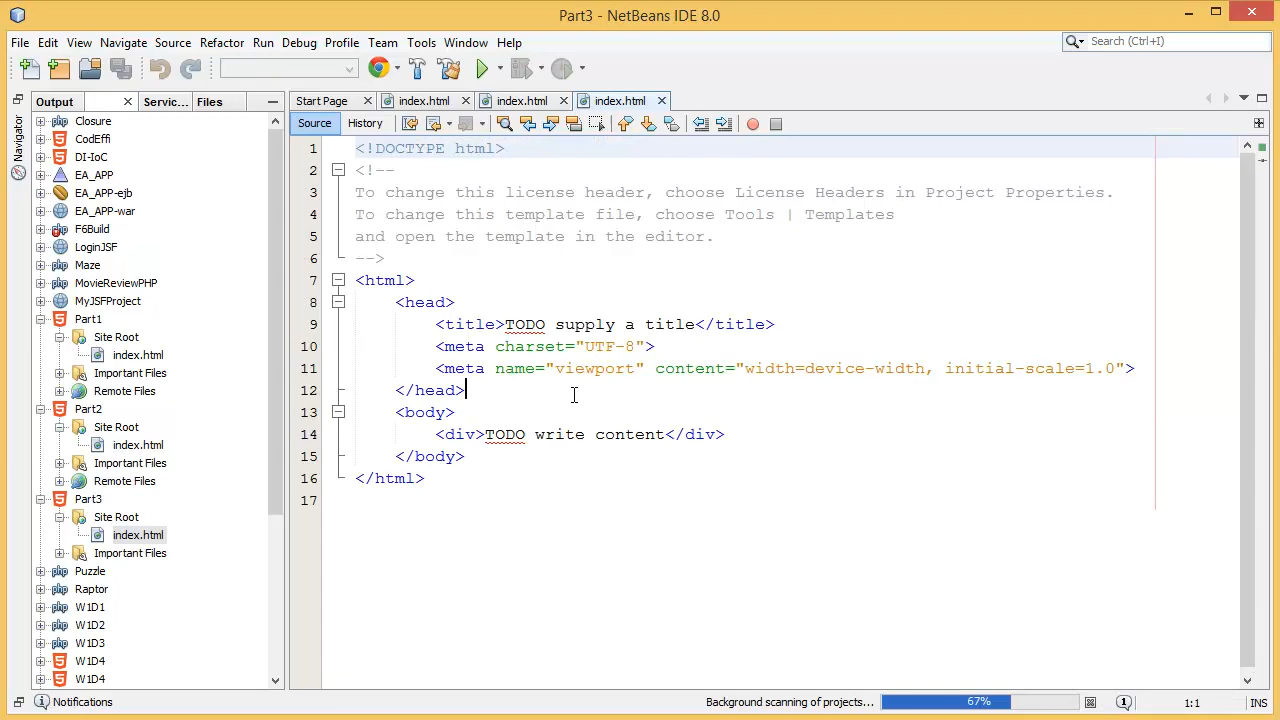 Part3 - NetBeans IDE 8.0
File Edit View Navigate Source Refactor Run Debug Profile Team Tools Window Help
Search (Ctrl+I)
Output Servic... Files
Start Page index.html index.html index.html
Source History
Navigator
Closure
CodEffi
DI-IoC
EA_APP
EA_APP-ejb
EA_APP-war
F6Build
LoginJSF
Maze
MovieReviewPHP
MyJSFProject
Part1
Site Root
index.html
Important Files
Remote Files
Part2
Site Root
index.html
Important Files
Remote Files
Part3
Site Root
index.html
Important Files
Puzzle
Raptor
W1D1
W1D2
W1D3
W1D4
W1D4
1 <!DOCTYPE html>
2 <!--
3 To change this license header, choose License Headers in Project Properties.
4 To change this template file, choose Tools | Templates
5 and open the template in the editor.
6 -->
7 <html>
8 <head>
9 <title>TODO supply a title</title>
10 <meta charset="UTF-8">
11 <meta name="viewport" content="width=device-width, initial-scale=1.0">
12 </head>
13 <body>
14 <div>TODO write content</div>
15 </body>
16 </html>
17
Notifications
Background scanning of projects... 67% 1:1 INS